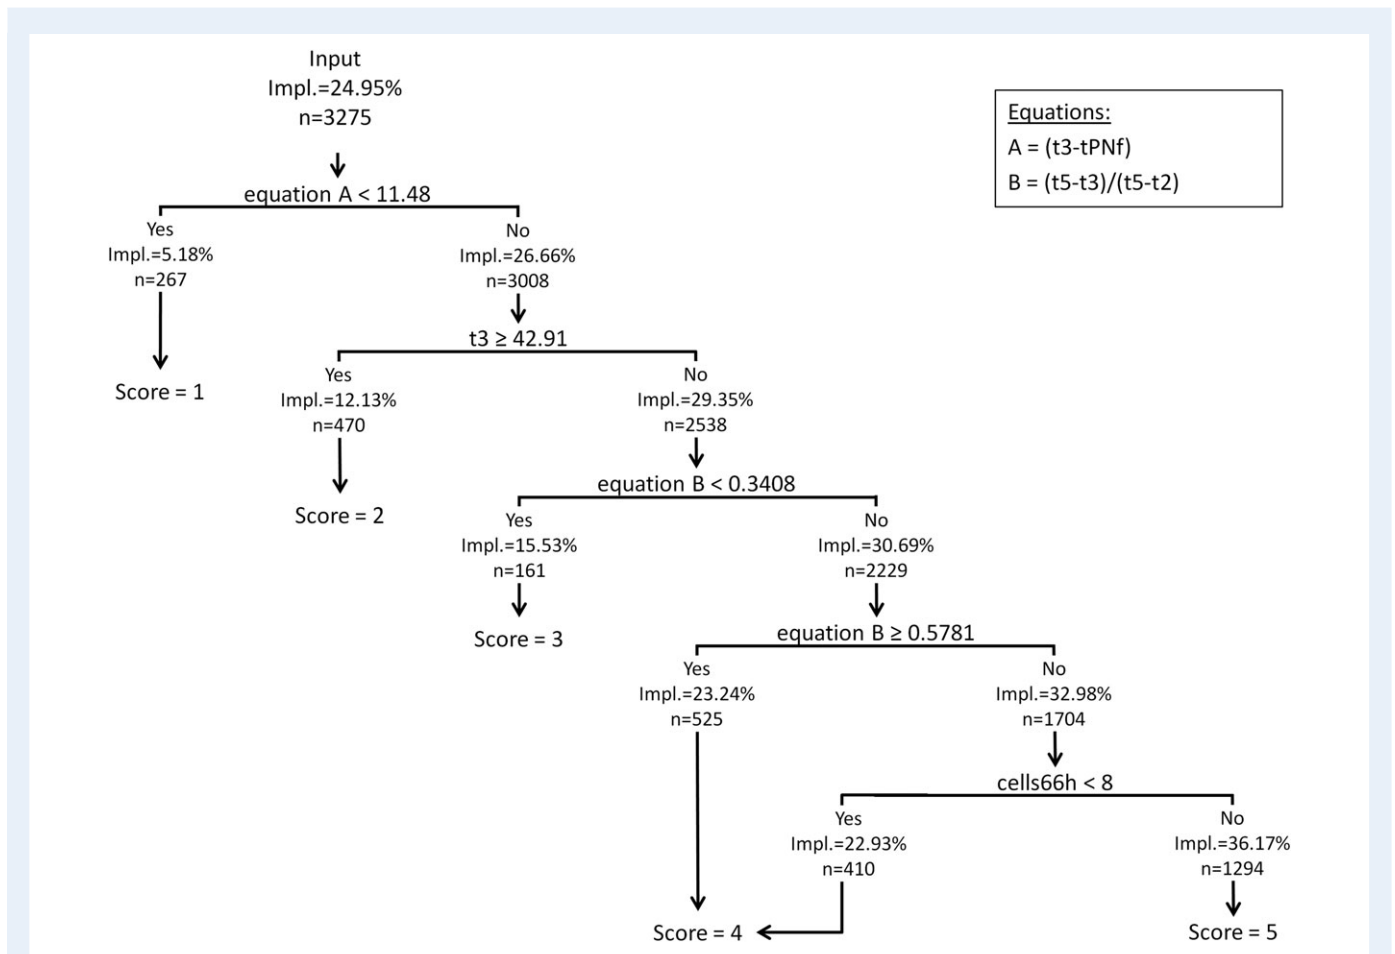 Input
Impl.=24.95%
n=3275
Equations:
A = (t3-tPNf)
B = (t5-t3)/(t5-t2)
equation A < 11.48
Yes
Impl.=5.18%
n=267
No
Impl.=26.66%
n=3008
Score = 1
t3 ≥ 42.91
Yes
Impl.=12.13%
n=470
No
Impl.=29.35%
n=2538
Score = 2
equation B < 0.3408
Yes
Impl.=15.53%
n=161
No
Impl.=30.69%
n=2229
Score = 3
equation B ≥ 0.5781
Yes
Impl.=23.24%
n=525
No
Impl.=32.98%
n=1704
cells66h < 8
Yes
Impl.=22.93%
n=410
No
Impl.=36.17%
n=1294
Score = 4
Score = 5